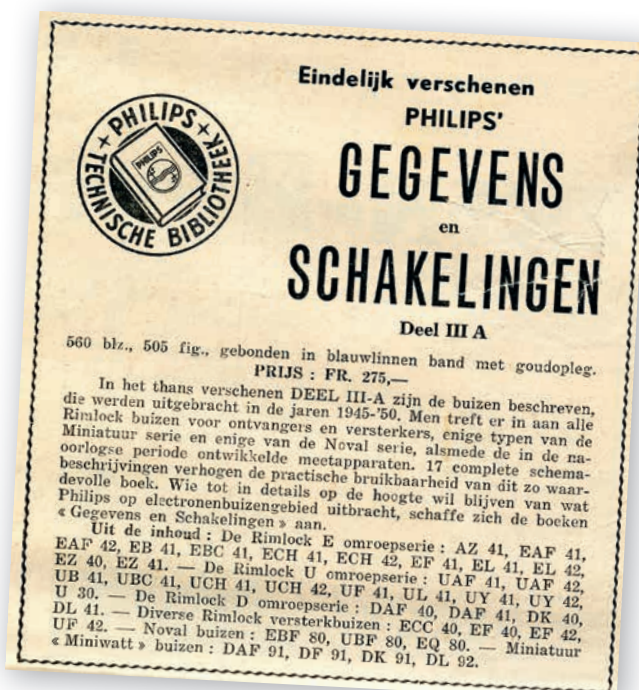 PHILIPS
TECHNISCHE BIBLIOTHEEK
PHILIPS
Eindelijk verschenen
PHILIPS'
GEGEVENS
en
SCHAKELINGEN
Deel III A
560 blz., 505 fig., gebonden in blauwlinnen band met goudopleg.
PRIJS : FR. 275,—
In het thans verschenen DEEL III-A zijn de buizen beschreven,
die werden uitgebracht in de jaren 1945-'50. Men treft er in aan alle
Rimlock buizen voor ontvangers en versterkers, enige typen van de
Miniatuur serie en enige van de Noval serie, alsmede de in de na-
oorlogse periode ontwikkelde meetapparaten. 17 complete schema-
beschrijvingen verhogen de practische bruikbaarheid van dit zo waar-
devolle boek. Wie tot in details op de hoogte wil blijven van wat
Philips op electronenbuizengebied uitbracht, schaffe zich de boeken
« Gegevens en Schakelingen » aan.
Uit de inhoud : De Rimlock E omroepserie : AZ 41, EAF 41,
EAF 42, EB 41, EBC 41, ECH 41, ECH 42, EF 41, EL 41, EL 42,
EZ 40, EZ 41. — De Rimlock U omroepserie : UAF 41, UAF 42,
UB 41, UBC 41, UCH 41, UCH 42, UF 41, UL 41, UY 41, UY 42,
U 30. — De Rimlock D omroepserie : DAF 40, DAF 41, DK 40,
DL 41. — Diverse Rimlock versterkbuizen : ECC 40, EF 40, EF 42,
UF 42. — Noval buizen : EBF 80, UBF 80, EQ 80. — Miniatuur
« Miniwatt » buizen : DAF 91, DF 91, DK 91, DL 92.